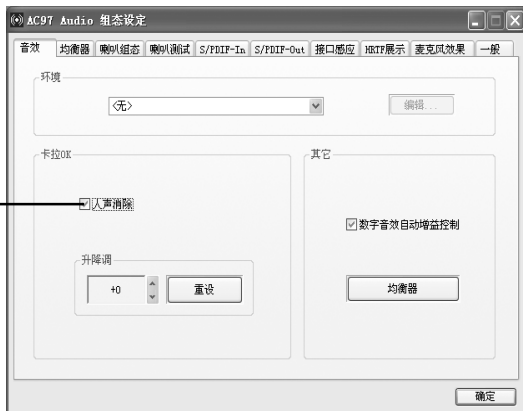 AC97 Audio 组态设定
音效 均衡器 喇叭组态 喇叭测试 S/PDIF-In S/PDIF-Out 接口感应 HRTF展示 麦克风效果 一般
环境
<无>
编辑...
卡拉OK
其它
人声消除
数字音效自动增益控制
升降调
+0
重设
均衡器
确定